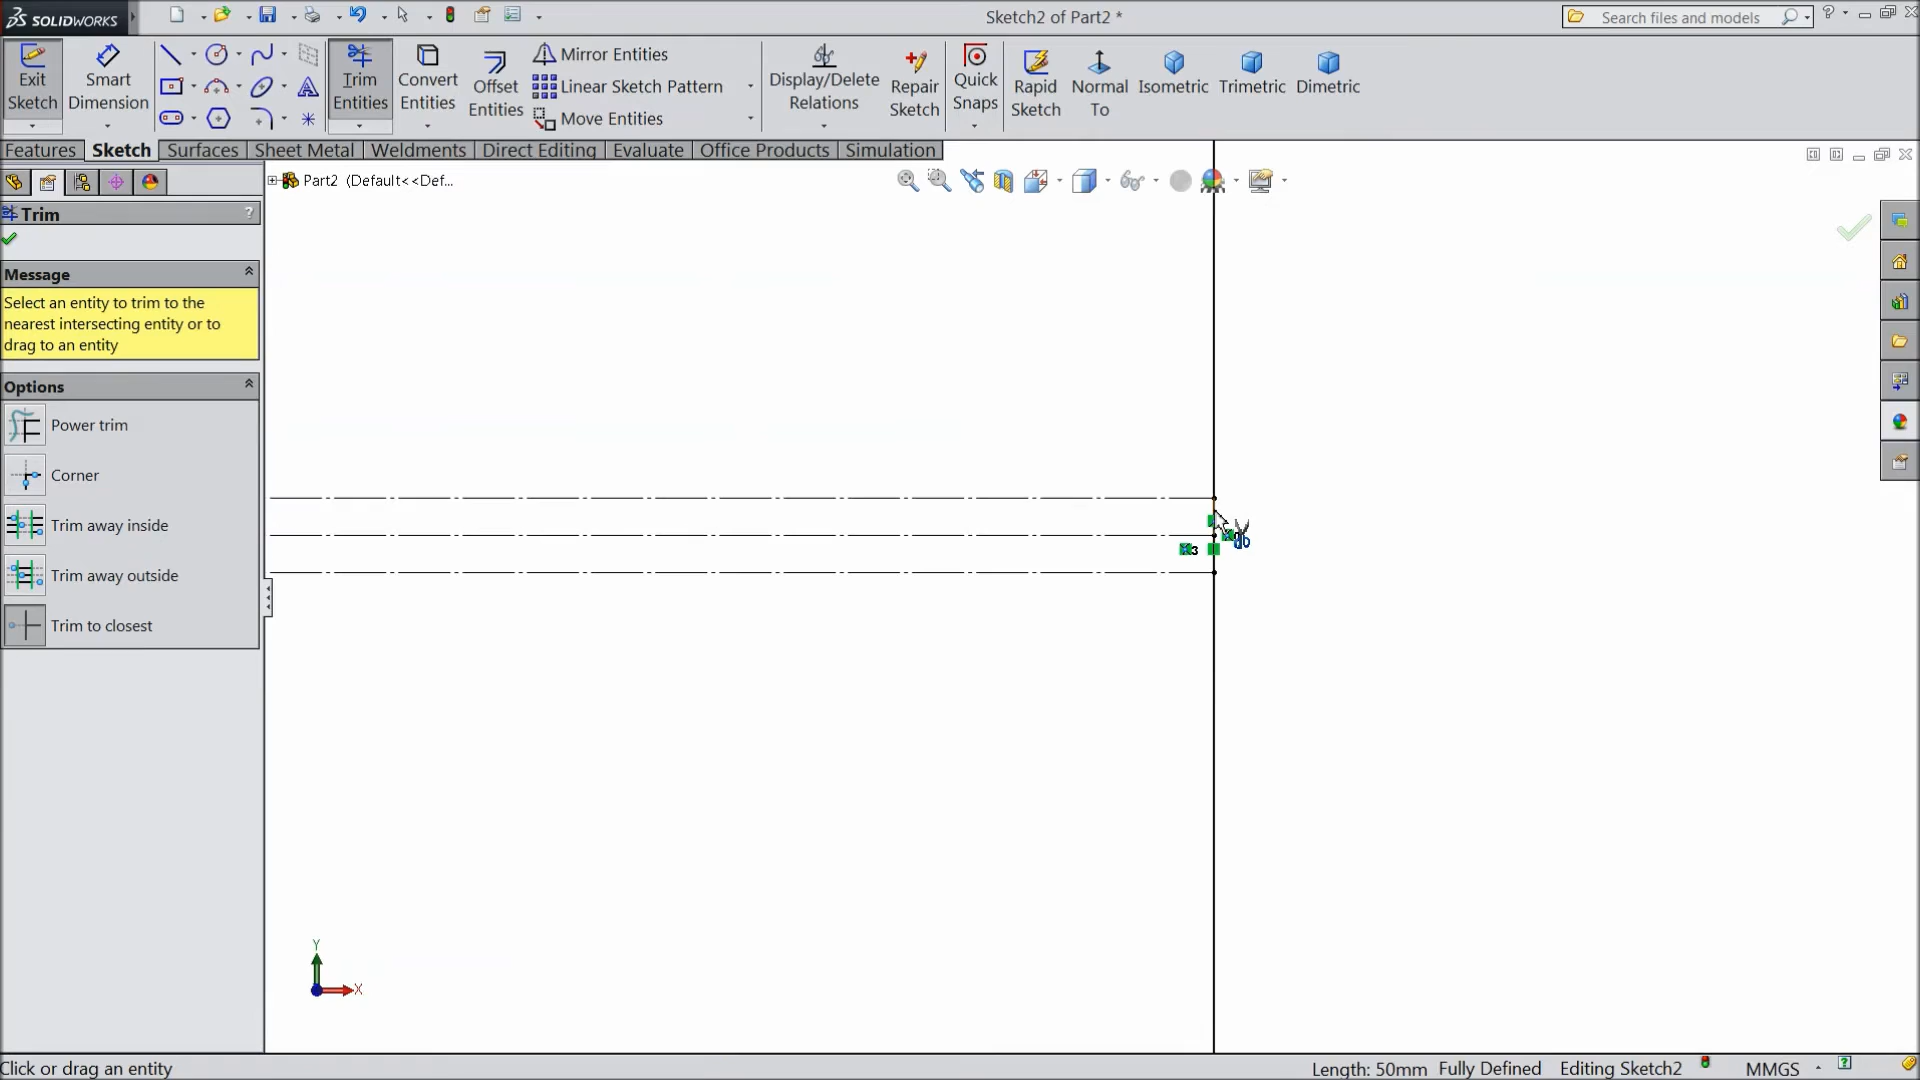 SOLIDWORKS
Sketch2 of Part2 *
Search files and models
?
Exit Sketch
Smart Dimension
Trim Entities
Convert Entities
Offset Entities
Mirror Entities
Linear Sketch Pattern
Move Entities
Display/Delete Relations
Repair Sketch
Quick Snaps
Rapid Sketch
Normal To
Isometric
Trimetric
Dimetric
Features
Sketch
Surfaces
Sheet Metal
Weldments
Direct Editing
Evaluate
Office Products
Simulation
Part2 (Default<<Def...
Trim
?
Message
Select an entity to trim to the
nearest intersecting entity or to
drag to an entity
Options
Power trim
Corner
Trim away inside
Trim away outside
Trim to closest
3
Y
X
Click or drag an entity
Length: 50mm
Fully Defined
Editing Sketch2
MMGS
?